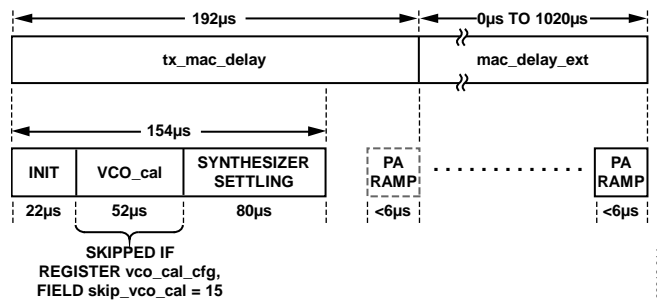 192µs
0µs TO 1020µs
tx_mac_delay
mac_delay_ext
154µs
INIT
VCO_cal
SYNTHESIZER
SETTLING
PA
RAMP
PA
RAMP
22µs
52µs
80µs
<6µs
<6µs
SKIPPED IF
REGISTER vco_cal_cfg,
FIELD skip_vco_cal = 15